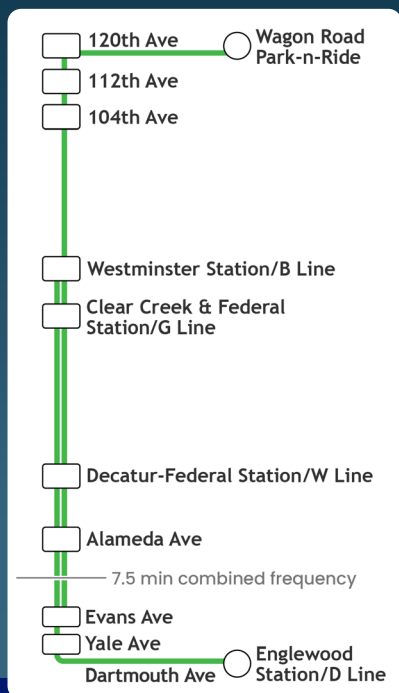 120th Ave
Wagon Road
Park-n-Ride
112th Ave
104th Ave
Westminster Station/B Line
Clear Creek & Federal
Station/G Line
Decatur-Federal Station/W Line
Alameda Ave
7.5 min combined frequency
Evans Ave
Yale Ave
Dartmouth Ave
Englewood
Station/D Line